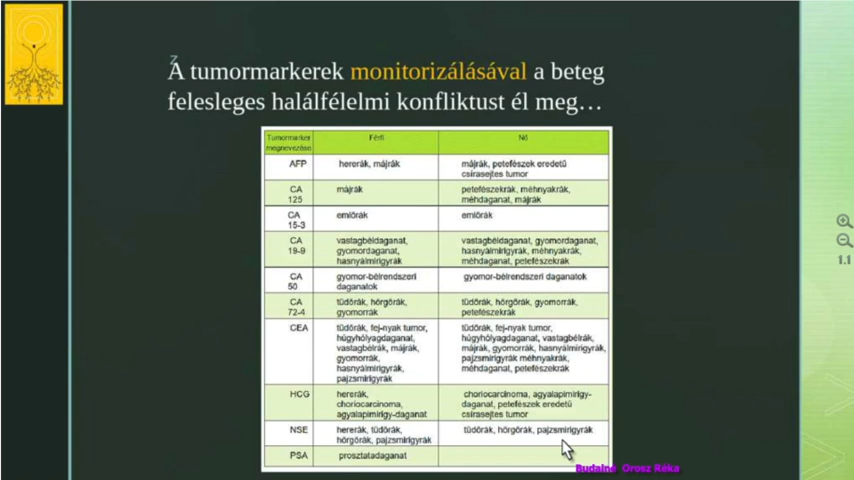 A tumormarkerek monitorizálásával a beteg
felesleges halálfélelmi konfliktust él meg…
Tumormarker megnevezése Férfi Nő
AFP hererák, májrák májrák, petefészek eredetű
csírasejtes tumor
CA májrák petefészekrák, méhnyakrák,
125 méhdaganat, májrák
CA emlőrák emlőrák
15-3
CA vastagbéldaganat, vastagbéldaganat, gyomordaganat,
19-9 gyomordaganat, hasnyálmirigyrák, méhnyakrák,
hasnyálmirigyrák méhdaganat, petefészekrák
CA gyomor-bélrendszeri gyomor-bélrendszeri daganatok
50 daganatok
CA tüdőrák, hörgőrák, tüdőrák, hörgőrák, gyomorrák,
72-4 gyomorrák petefészekrák
CEA tüdőrák, fej-nyak tumor, tüdőrák, fej-nyak tumor,
húgyhólyagdaganat, húgyhólyagdaganat, vastagbélrák,
vastagbélrák, májrák, májrák, gyomorrák, hasnyálmirigyrák,
gyomorrák, pajzsmirigyrák méhnyakrák,
hasnyálmirigyrák, méhdaganat, petefészekrák
pajzsmirigyrák
HCG hererák, choriocarcinoma, agyalapimirigy-
choriocarcinoma, daganat, petefészek eredetű
agyalapimirigy-daganat csírasejtes tumor
NSE hererák, tüdőrák, tüdőrák, hörgőrák, pajzsmirigyrák
hörgőrák, pajzsmirigyrák
PSA prosztatadaganat
Budainé Orosz Réka
1.1